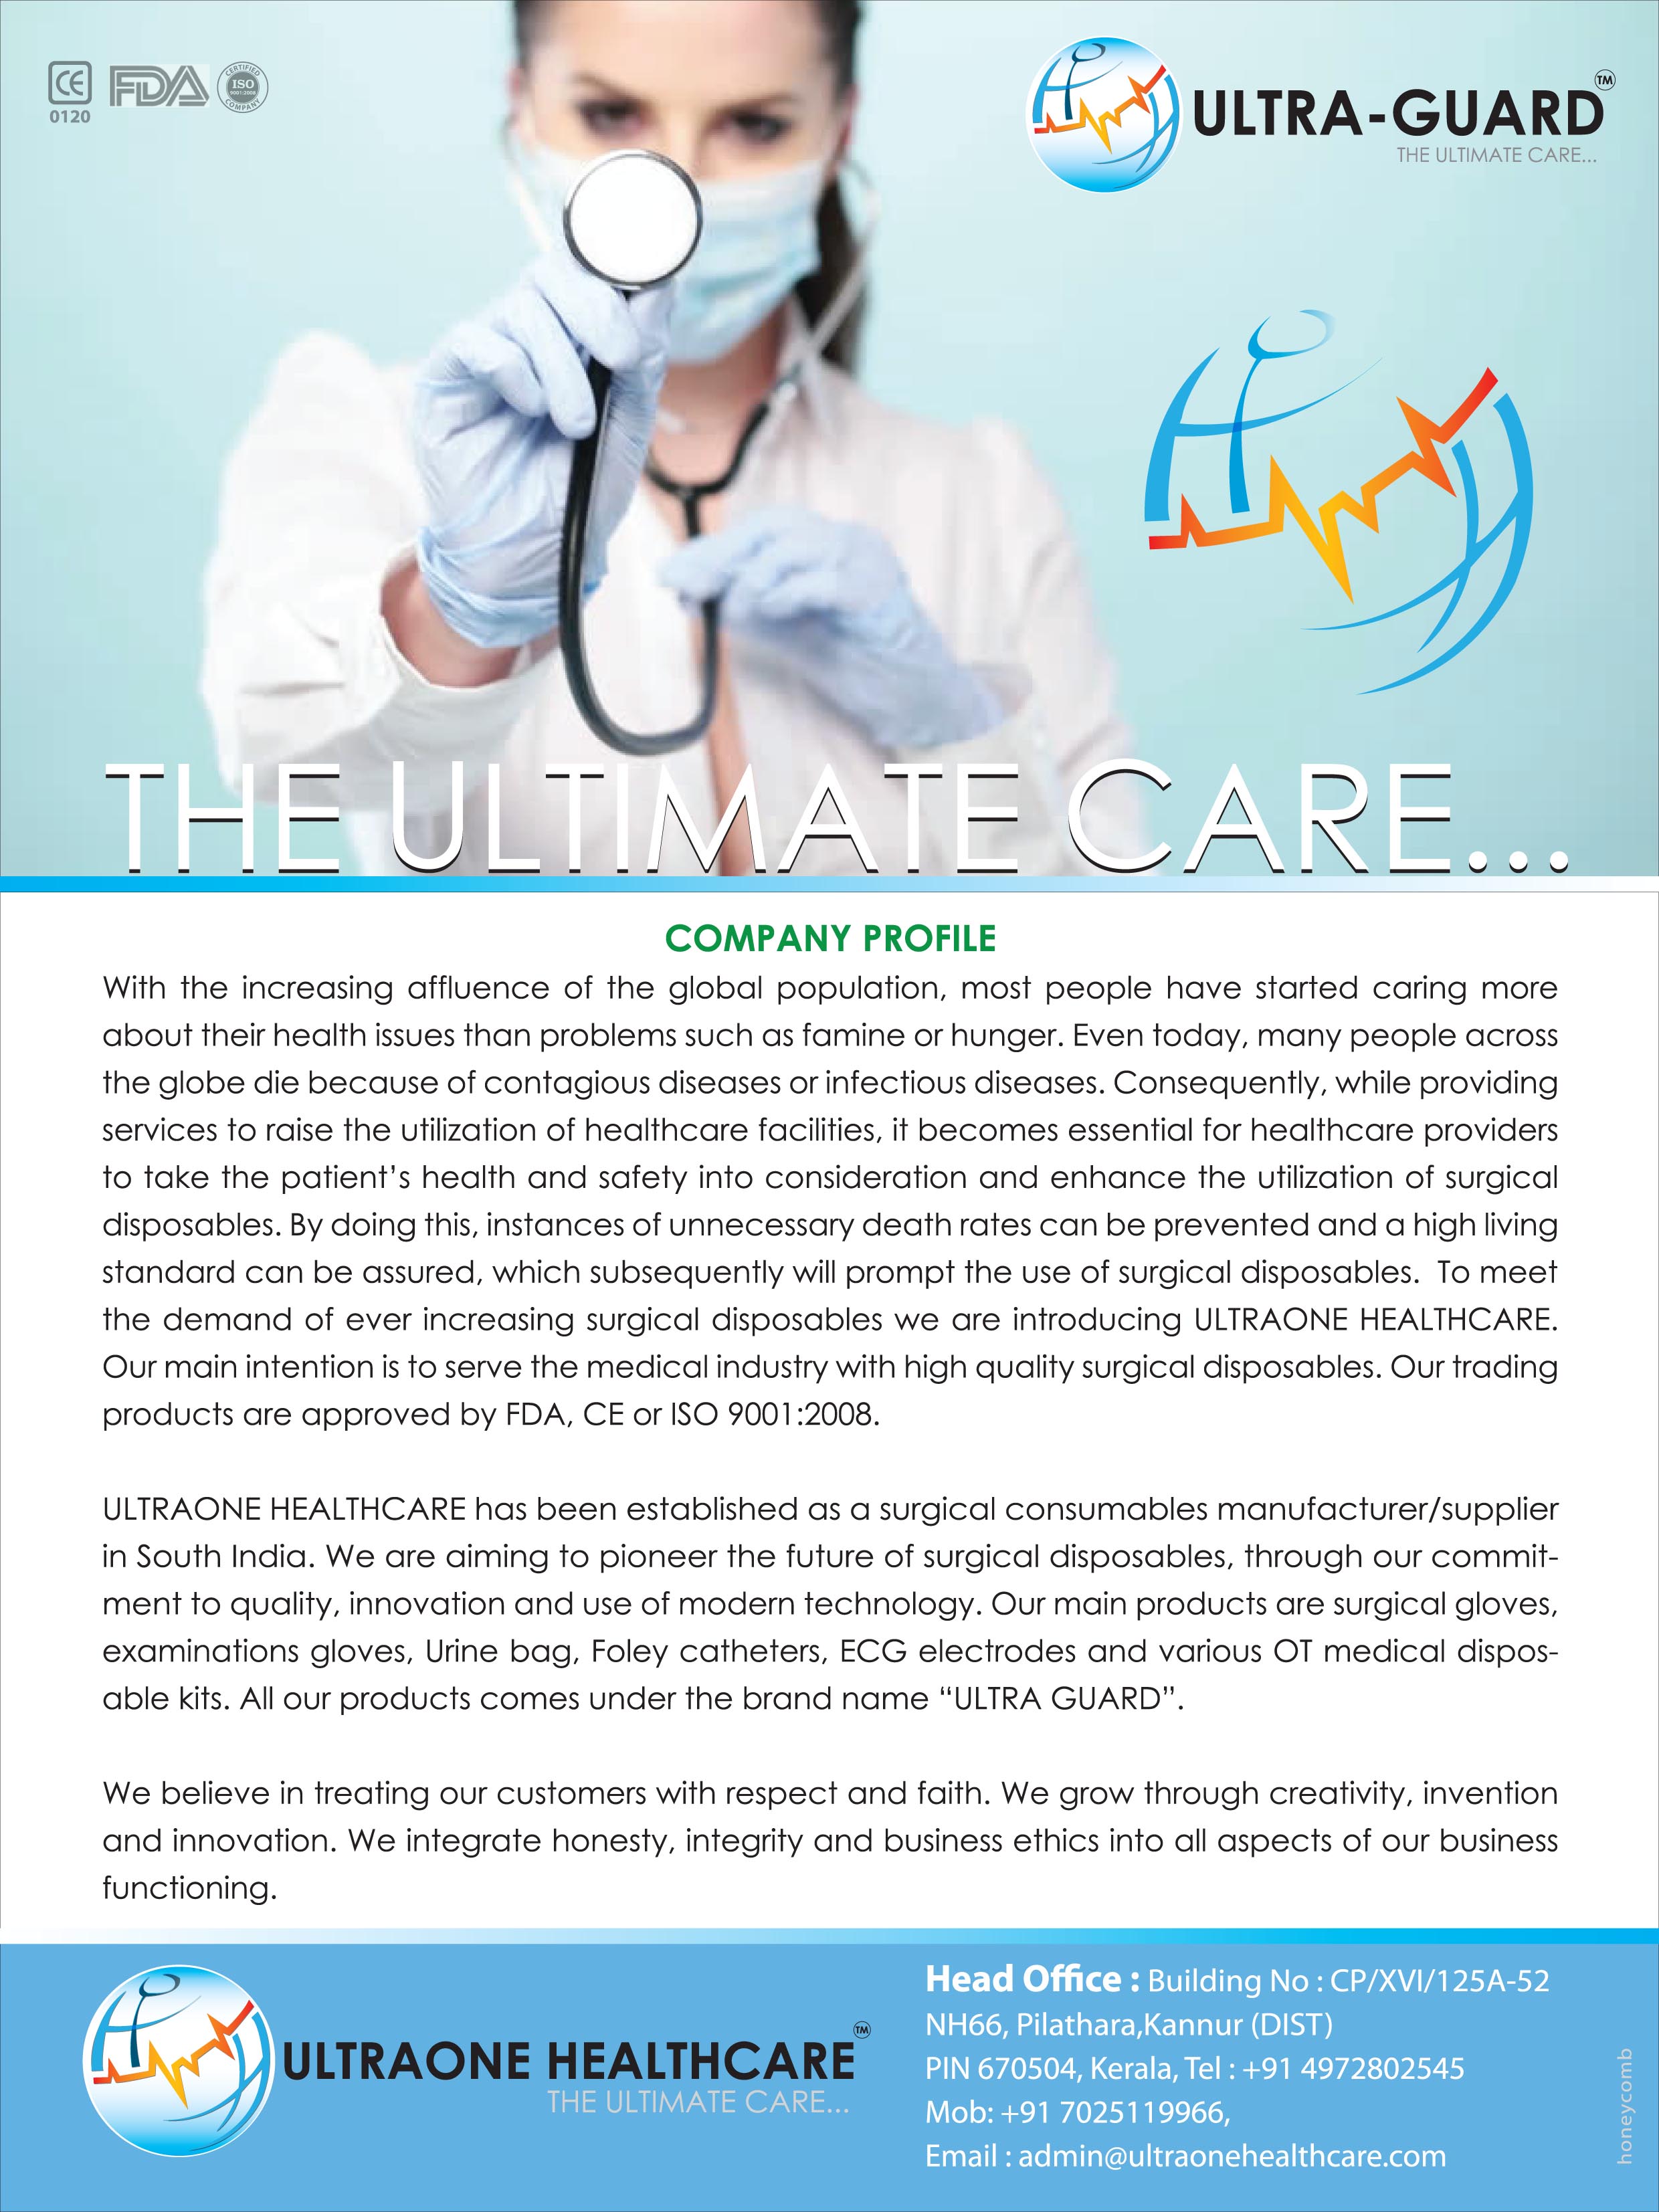 CE
0120
FDA
CERTIFIED
ISO
9001:2008
COMPANY
ULTRA-GUARD™
THE ULTIMATE CARE...
THE ULTIMATE CARE...
COMPANY PROFILE
With the increasing affluence of the global population, most people have started caring more
about their health issues than problems such as famine or hunger. Even today, many people across
the globe die because of contagious diseases or infectious diseases. Consequently, while providing
services to raise the utilization of healthcare facilities, it becomes essential for healthcare providers
to take the patient’s health and safety into consideration and enhance the utilization of surgical
disposables. By doing this, instances of unnecessary death rates can be prevented and a high living
standard can be assured, which subsequently will prompt the use of surgical disposables.  To meet
the demand of ever increasing surgical disposables we are introducing ULTRAONE HEALTHCARE.
Our main intention is to serve the medical industry with high quality surgical disposables. Our trading
products are approved by FDA, CE or ISO 9001:2008.
ULTRAONE HEALTHCARE has been established as a surgical consumables manufacturer/supplier
in South India. We are aiming to pioneer the future of surgical disposables, through our commit-
ment to quality, innovation and use of modern technology. Our main products are surgical gloves,
examinations gloves, Urine bag, Foley catheters, ECG electrodes and various OT medical dispos-
able kits. All our products comes under the brand name “ULTRA GUARD”.
We believe in treating our customers with respect and faith. We grow through creativity, invention
and innovation. We integrate honesty, integrity and business ethics into all aspects of our business
functioning.
ULTRAONE HEALTHCARE™
THE ULTIMATE CARE...
Head Office : Building No : CP/XVI/125A-52
NH66, Pilathara,Kannur (DIST)
PIN 670504, Kerala, Tel : +91 4972802545
Mob: +91 7025119966,
Email : admin@ultraonehealthcare.com
honeycomb